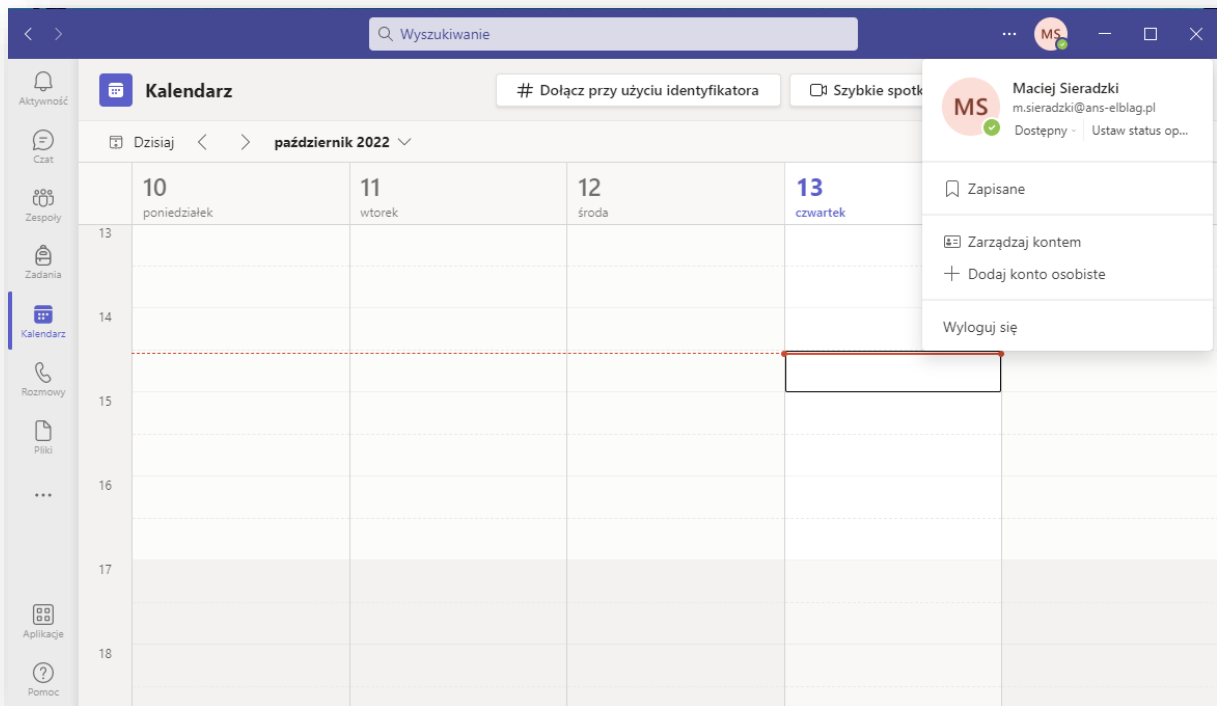 Wyszukiwanie
MS
Aktywność
Czat
Zespoły
Zadania
Kalendarz
Rozmowy
Pliki
Aplikacje
Pomoc
Kalendarz
# Dołącz przy użyciu identyfikatora
Szybkie spotk
Dzisiaj
październik 2022
10
poniedziałek
11
wtorek
12
środa
13
czwartek
13
14
15
16
17
18
MS
Maciej Sieradzki
m.sieradzki@ans-elblag.pl
Dostępny
Ustaw status op...
Zapisane
Zarządzaj kontem
Dodaj konto osobiste
Wyloguj się